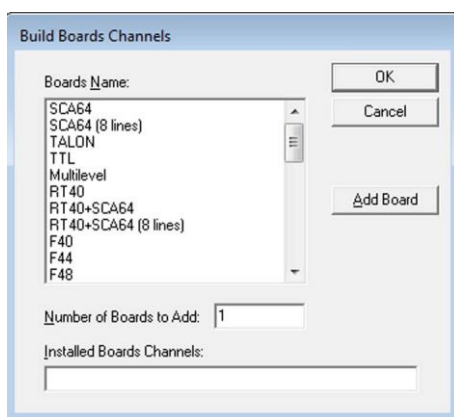 Build Boards Channels
Boards Name:
OK
SCA64
SCA64 (8 lines)
TALON
TTL
Multilevel
RT40
RT40+SCA64
RT40+SCA64 (8 lines)
F40
F44
F48
Cancel
Add Board
Number of Boards to Add: 1
Installed Boards Channels: